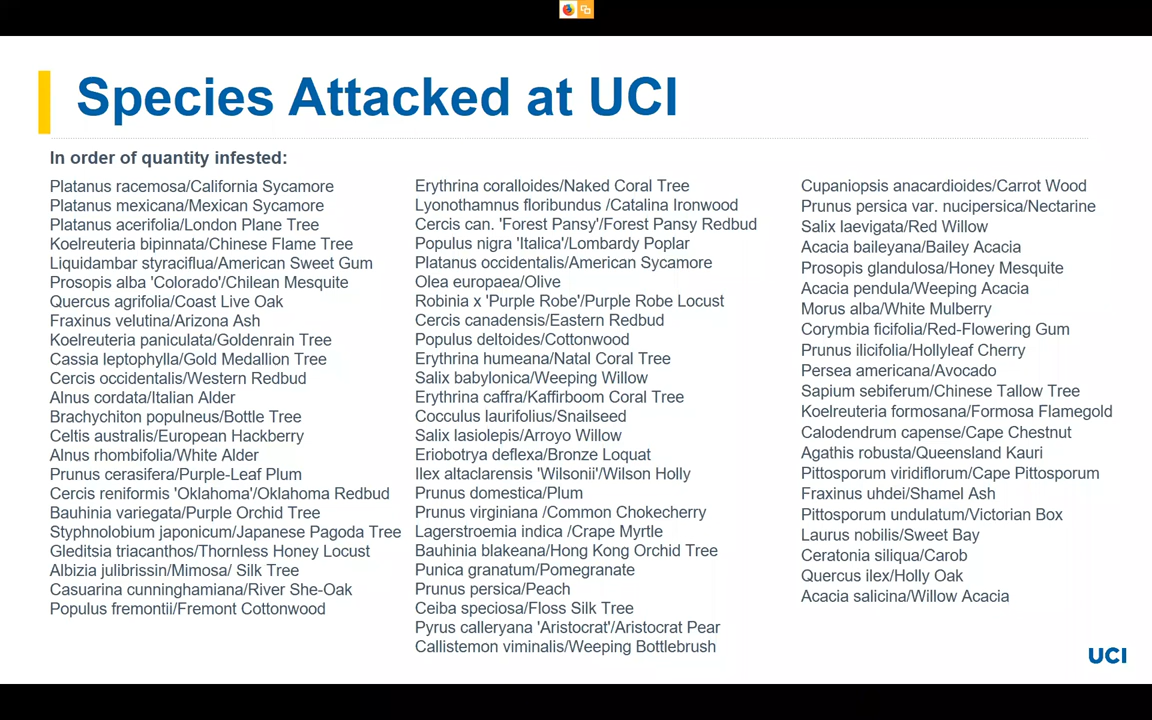 Species Attacked at UCI
In order of quantity infested:
Platanus racemosa/California Sycamore
Platanus mexicana/Mexican Sycamore
Platanus acerifolia/London Plane Tree
Koelreuteria bipinnata/Chinese Flame Tree
Liquidambar styraciflua/American Sweet Gum
Prosopis alba 'Colorado'/Chilean Mesquite
Quercus agrifolia/Coast Live Oak
Fraxinus velutina/Arizona Ash
Koelreuteria paniculata/Goldenrain Tree
Cassia leptophylla/Gold Medallion Tree
Cercis occidentalis/Western Redbud
Alnus cordata/Italian Alder
Brachychiton populneus/Bottle Tree
Celtis australis/European Hackberry
Alnus rhombifolia/White Alder
Prunus cerasifera/Purple-Leaf Plum
Cercis reniformis 'Oklahoma'/Oklahoma Redbud
Bauhinia variegata/Purple Orchid Tree
Styphnolobium japonicum/Japanese Pagoda Tree
Gleditsia triacanthos/Thornless Honey Locust
Albizia julibrissin/Mimosa/ Silk Tree
Casuarina cunninghamiana/River She-Oak
Populus fremontii/Fremont Cottonwood
Erythrina coralloides/Naked Coral Tree
Lyonothamnus floribundus /Catalina Ironwood
Cercis can. 'Forest Pansy'/Forest Pansy Redbud
Populus nigra 'Italica'/Lombardy Poplar
Platanus occidentalis/American Sycamore
Olea europaea/Olive
Robinia x 'Purple Robe'/Purple Robe Locust
Cercis canadensis/Eastern Redbud
Populus deltoides/Cottonwood
Erythrina humeana/Natal Coral Tree
Salix babylonica/Weeping Willow
Erythrina caffra/Kaffirboom Coral Tree
Cocculus laurifolius/Snailseed
Salix lasiolepis/Arroyo Willow
Eriobotrya deflexa/Bronze Loquat
Ilex altaclarensis 'Wilsonii'/Wilson Holly
Prunus domestica/Plum
Prunus virginiana /Common Chokecherry
Lagerstroemia indica /Crape Myrtle
Bauhinia blakeana/Hong Kong Orchid Tree
Punica granatum/Pomegranate
Prunus persica/Peach
Ceiba speciosa/Floss Silk Tree
Pyrus calleryana 'Aristocrat'/Aristocrat Pear
Callistemon viminalis/Weeping Bottlebrush
Cupaniopsis anacardioides/Carrot Wood
Prunus persica var. nucipersica/Nectarine
Salix laevigata/Red Willow
Acacia baileyana/Bailey Acacia
Prosopis glandulosa/Honey Mesquite
Acacia pendula/Weeping Acacia
Morus alba/White Mulberry
Corymbia ficifolia/Red-Flowering Gum
Prunus ilicifolia/Hollyleaf Cherry
Persea americana/Avocado
Sapium sebiferum/Chinese Tallow Tree
Koelreuteria formosana/Formosa Flamegold
Calodendrum capense/Cape Chestnut
Agathis robusta/Queensland Kauri
Pittosporum viridiflorum/Cape Pittosporum
Fraxinus uhdei/Shamel Ash
Pittosporum undulatum/Victorian Box
Laurus nobilis/Sweet Bay
Ceratonia siliqua/Carob
Quercus ilex/Holly Oak
Acacia salicina/Willow Acacia
UCI